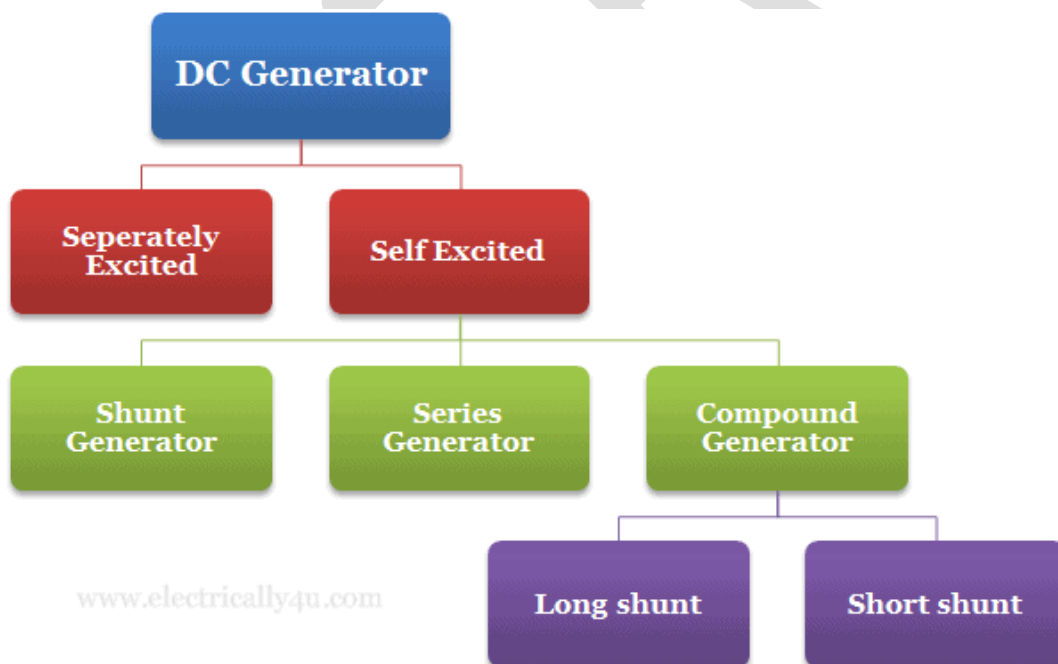 DC Generator
Seperately
Excited
Self Excited
Shunt
Generator
Series
Generator
Compound
Generator
Long shunt
Short shunt
www.electrically4u.com